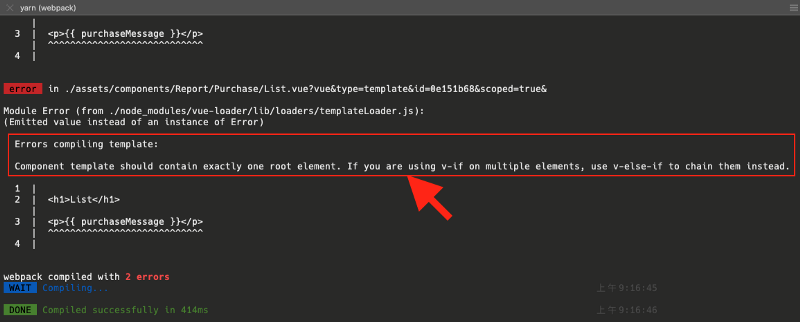 yarn (webpack)
|
3 | <p>{{ purchaseMessage }}</p>
| ^^^^^^^^^^^^^^^^^^^^^^^^^^^^
4 |
error in ./assets/components/Report/Purchase/List.vue?vue&type=template&id=0e151b68&scoped=true&
Module Error (from ./node_modules/vue-loader/lib/loaders/templateLoader.js):
(Emitted value instead of an instance of Error)
Errors compiling template:
Component template should contain exactly one root element. If you are using v-if on multiple elements, use v-else-if to chain them instead.
1 |
2 | <h1>List</h1>
|
3 | <p>{{ purchaseMessage }}</p>
| ^^^^^^^^^^^^^^^^^^^^^^^^^^^^
4 |
webpack compiled with 2 errors
WAIT Compiling... 上午9:16:45
DONE Compiled successfully in 414ms 上午9:16:46